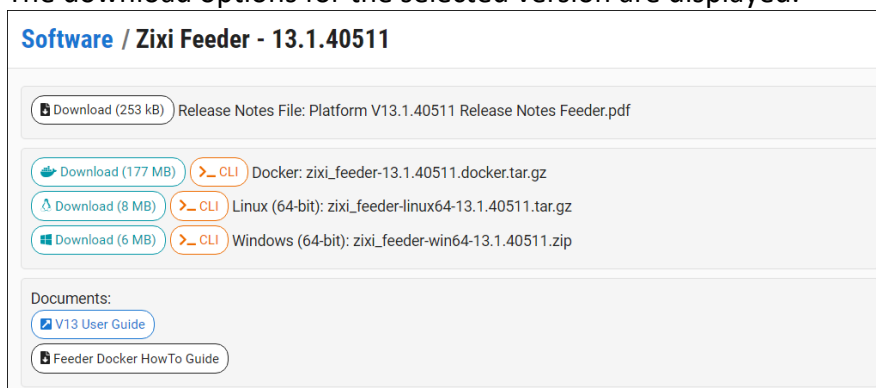 The download options for the selected version are displayed.
Software / Zixi Feeder - 13.1.40511
Download (253 kB) Release Notes File: Platform V13.1.40511 Release Notes Feeder.pdf
Download (177 MB) CLI Docker: zixi_feeder-13.1.40511.docker.tar.gz
Download (8 MB) CLI Linux (64-bit): zixi_feeder-linux64-13.1.40511.tar.gz
Download (6 MB) CLI Windows (64-bit): zixi_feeder-win64-13.1.40511.zip
Documents:
V13 User Guide
Feeder Docker HowTo Guide